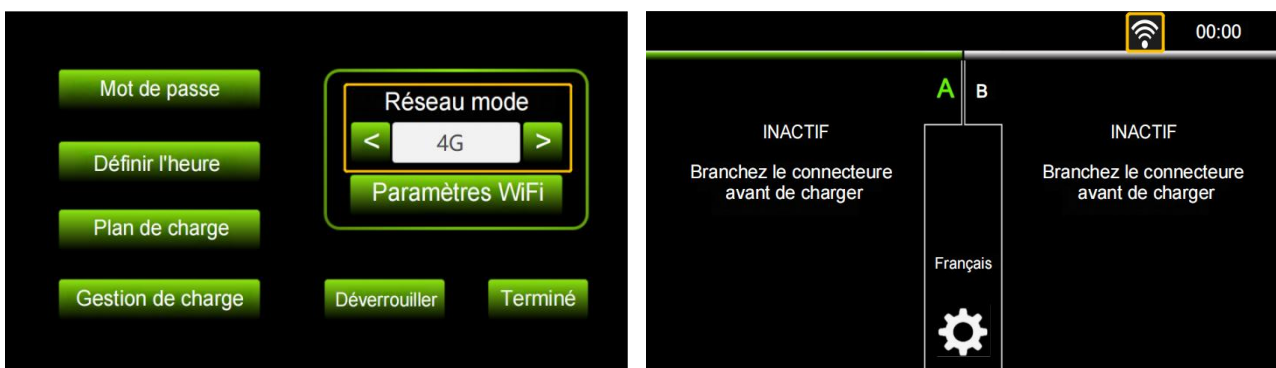 Mot de passe
Définir l'heure
Plan de charge
Gestion de charge
Réseau mode
<
4G
>
Paramètres WiFi
Déverrouiller
Terminé
00:00
A
B
INACTIF
Branchez le connecteure
avant de charger
INACTIF
Branchez le connecteure
avant de charger
Français